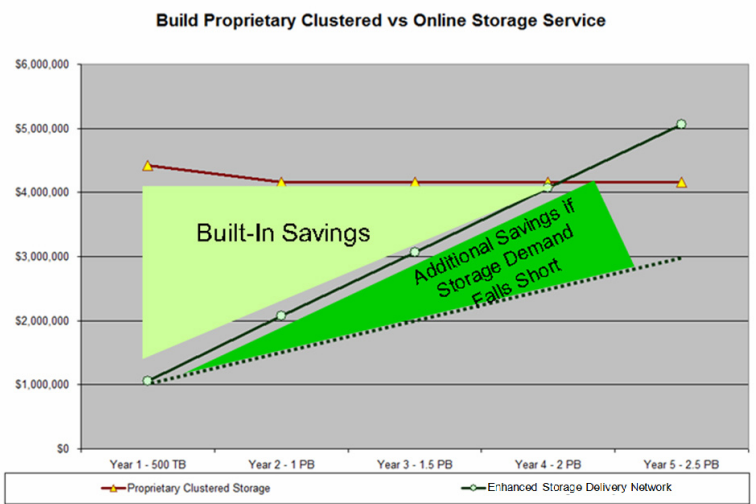 Build Proprietary Clustered vs Online Storage Service
$6,000,000
$5,000,000
$4,000,000
$3,000,000
$2,000,000
$1,000,000
$0
Built-In Savings
Additional Savings if
Storage Demand
Falls Short
Year 1 - 500 TB
Year 2 - 1 PB
Year 3 - 1.5 PB
Year 4 - 2 PB
Year 5 - 2.5 PB
Proprietary Clustered Storage
Enhanced Storage Delivery Network